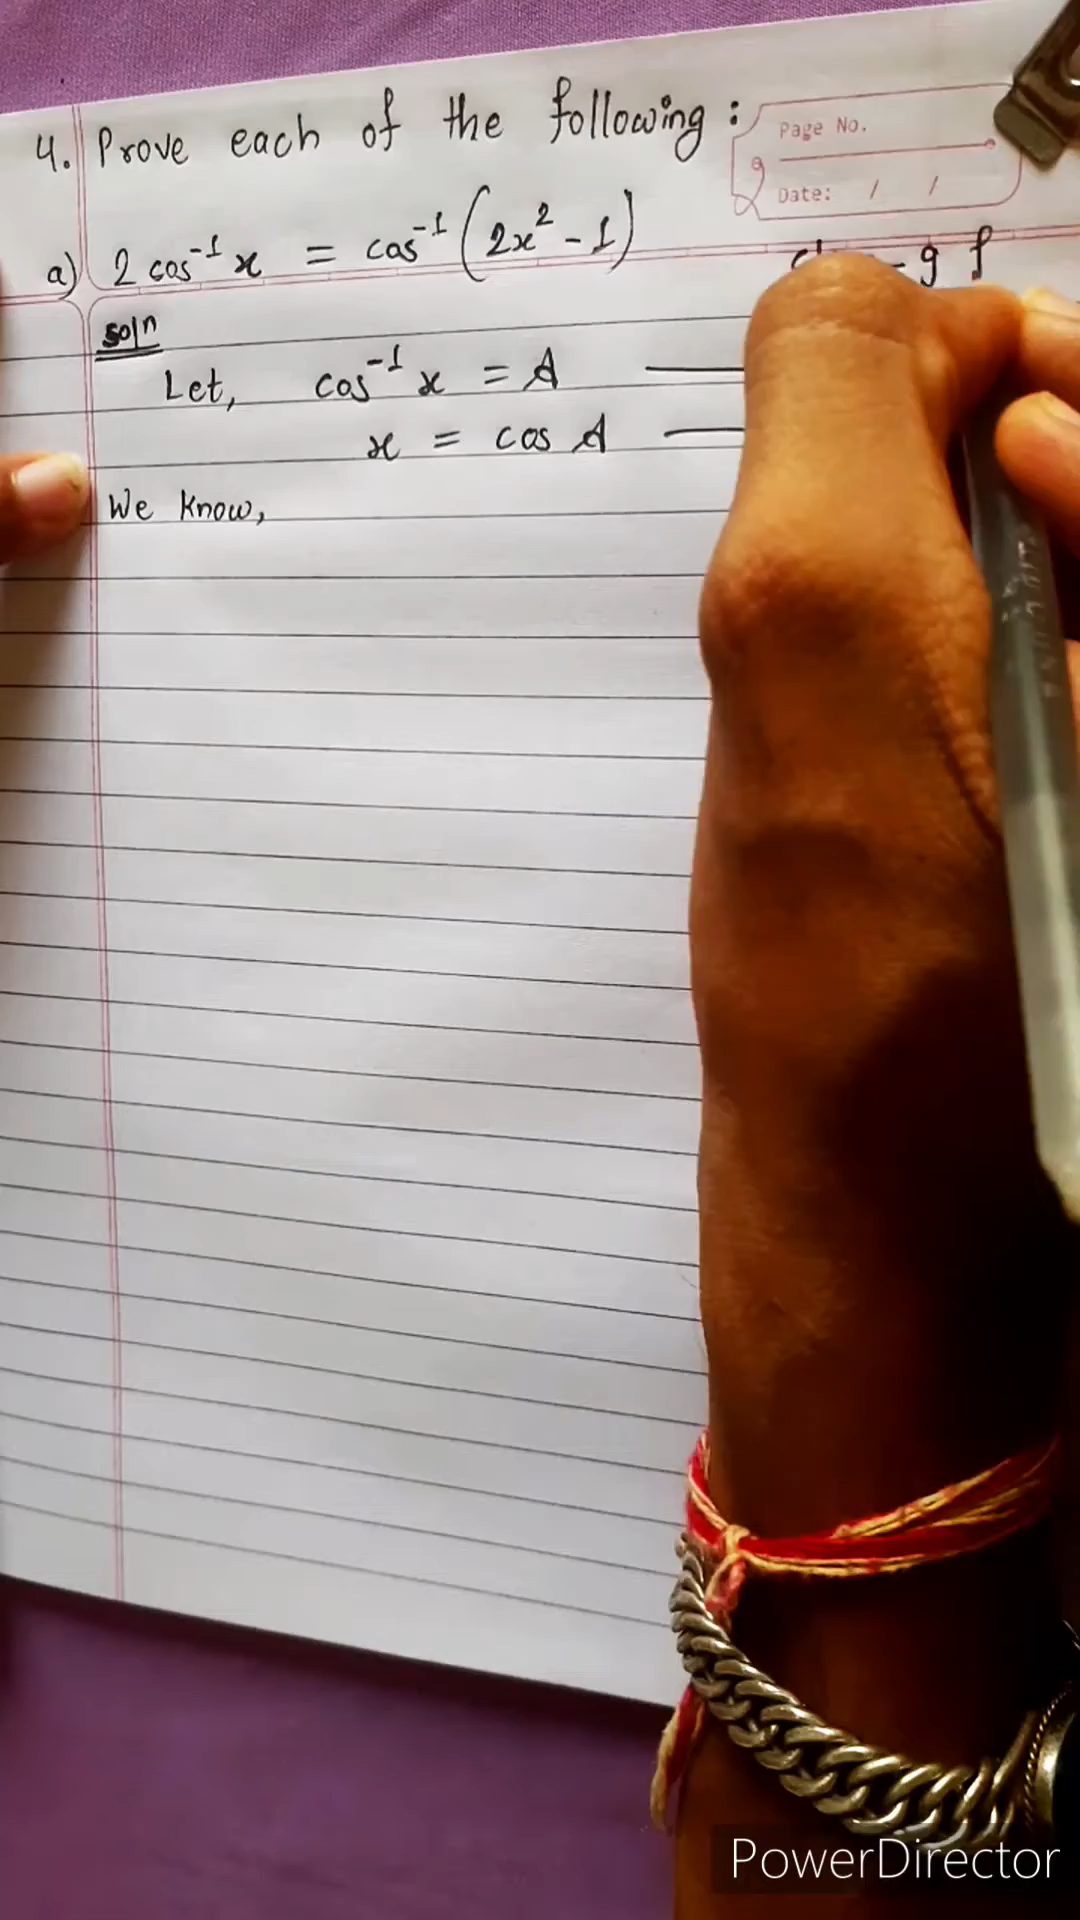 4. Prove each of the following :
Page No.
Date: / /
a) 2 cos⁻¹ x = cos⁻¹ (2x² - 1)
soln
Let, cos⁻¹ x = A
x = cos A
We know,
PowerDirector